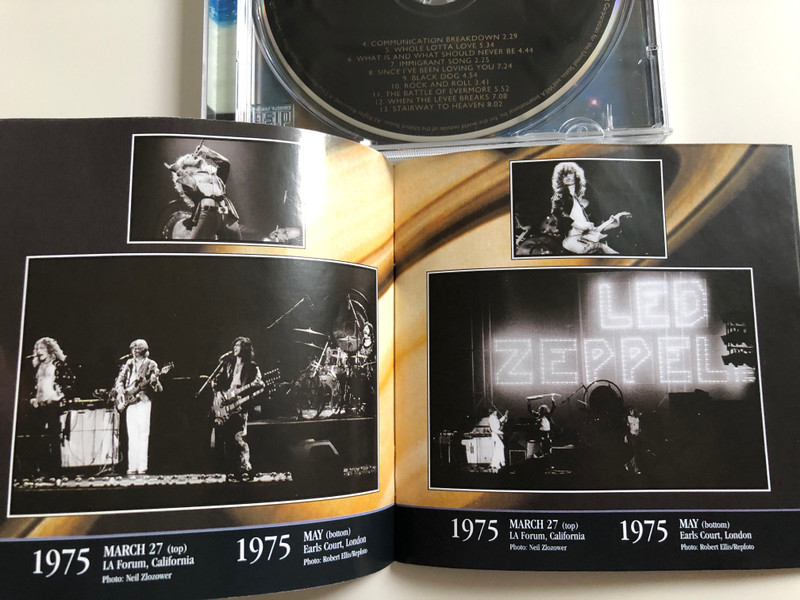 4. COMMUNICATION BREAKDOWN 2.29
5. WHOLE LOTTA LOVE 5.34
6. WHAT IS AND WHAT SHOULD NEVER BE 4.44
7. IMMIGRANT SONG 2.25
8. SINCE I'VE BEEN LOVING YOU 7.24
9. BLACK DOG 4.54
10. ROCK AND ROLL 3.41
11. THE BATTLE OF EVERMORE 5.52
12. WHEN THE LEVEE BREAKS 7.08
13. STAIRWAY TO HEAVEN 8.02
LED
ZEPPEL
1975 MARCH 27 (top)
LA Forum, California
Photo: Neil Zlozower
1975 MAY (bottom)
Earls Court, London
Photo: Robert Ellis/Repfoto
1975 MARCH 27 (top)
LA Forum, California
Photo: Neil Zlozower
1975 MAY (bottom)
Earls Court, London
Photo: Robert Ellis/Repfoto